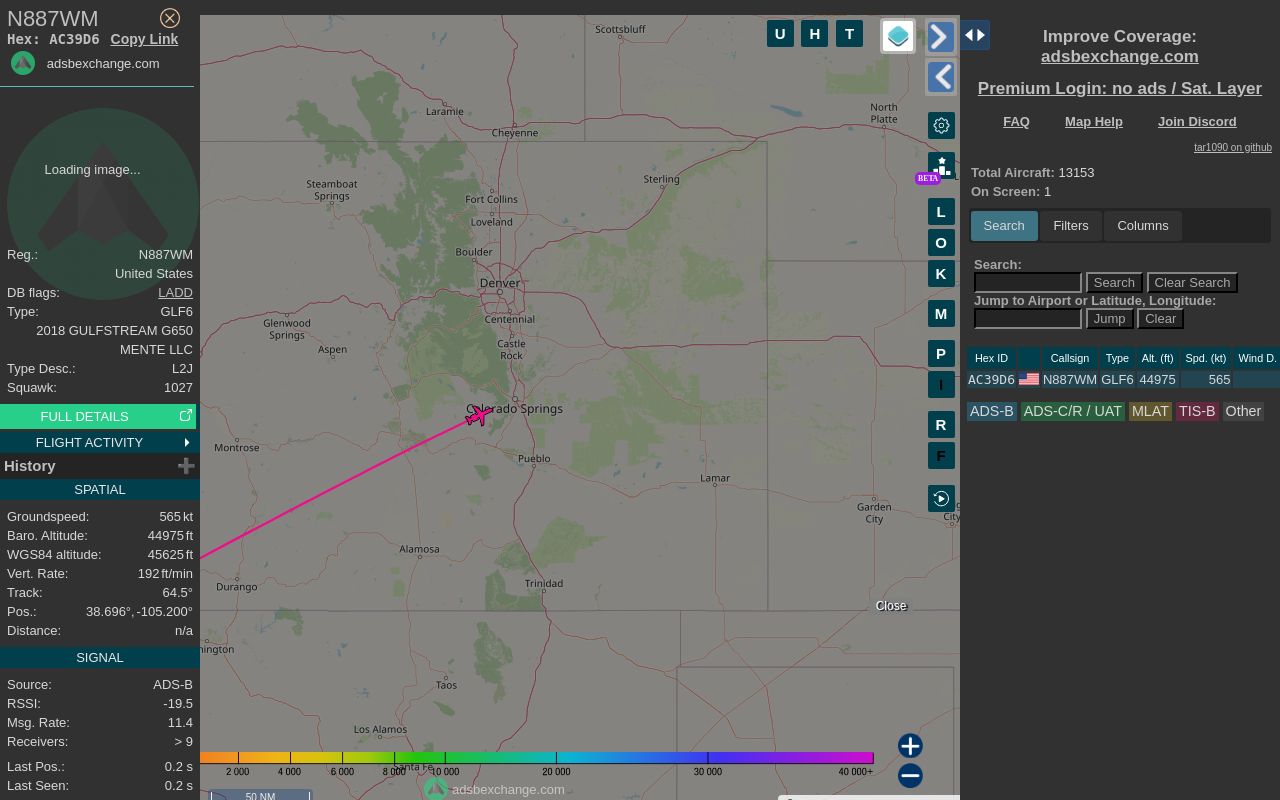 N887WM
Hex: AC39D6 Copy Link
adsbexchange.com
Loading image...
Reg.: N887WM
United States
DB flags: LADD
Type: GLF6
2018 GULFSTREAM G650
MENTE LLC
Type Desc.: L2J
Squawk: 1027
FULL DETAILS
FLIGHT ACTIVITY
History
SPATIAL
Groundspeed: 565 kt
Baro. Altitude: 44975 ft
WGS84 altitude: 45625 ft
Vert. Rate: 192 ft/min
Track: 64.5°
Pos.: 38.696°, -105.200°
Distance: n/a
SIGNAL
Source: ADS-B
RSSI: -19.5
Msg. Rate: 11.4
Receivers: > 9
Last Pos.: 0.2 s
Last Seen: 0.2 s
Scottsbluff
Laramie
Cheyenne
North
Platte
Steamboat
Springs
Sterling
Fort Collins
Loveland
Boulder
Denver
Centennial
Glenwood
Springs
Castle
Rock
Aspen
Colorado Springs
Montrose
Pueblo
Lamar
Garden
City
Alamosa
Durango
Trinidad
Taos
Los Alamos
Santa Fe
U H T
BETA
L
O
K
M
P
I
R
F
Close
2 000 4 000 6 000 8 000 10 000 20 000 30 000 40 000+
adsbexchange.com
50 NM
Improve Coverage:
adsbexchange.com
Premium Login: no ads / Sat. Layer
FAQ Map Help Join Discord
tar1090 on github
Total Aircraft: 13153
On Screen: 1
Search Filters Columns
Search:
Search Clear Search
Jump to Airport or Latitude, Longitude:
Jump Clear
Hex ID Callsign Type Alt. (ft) Spd. (kt) Wind D.
AC39D6 N887WM GLF6 44975 565
ADS-B ADS-C/R / UAT MLAT TIS-B Other